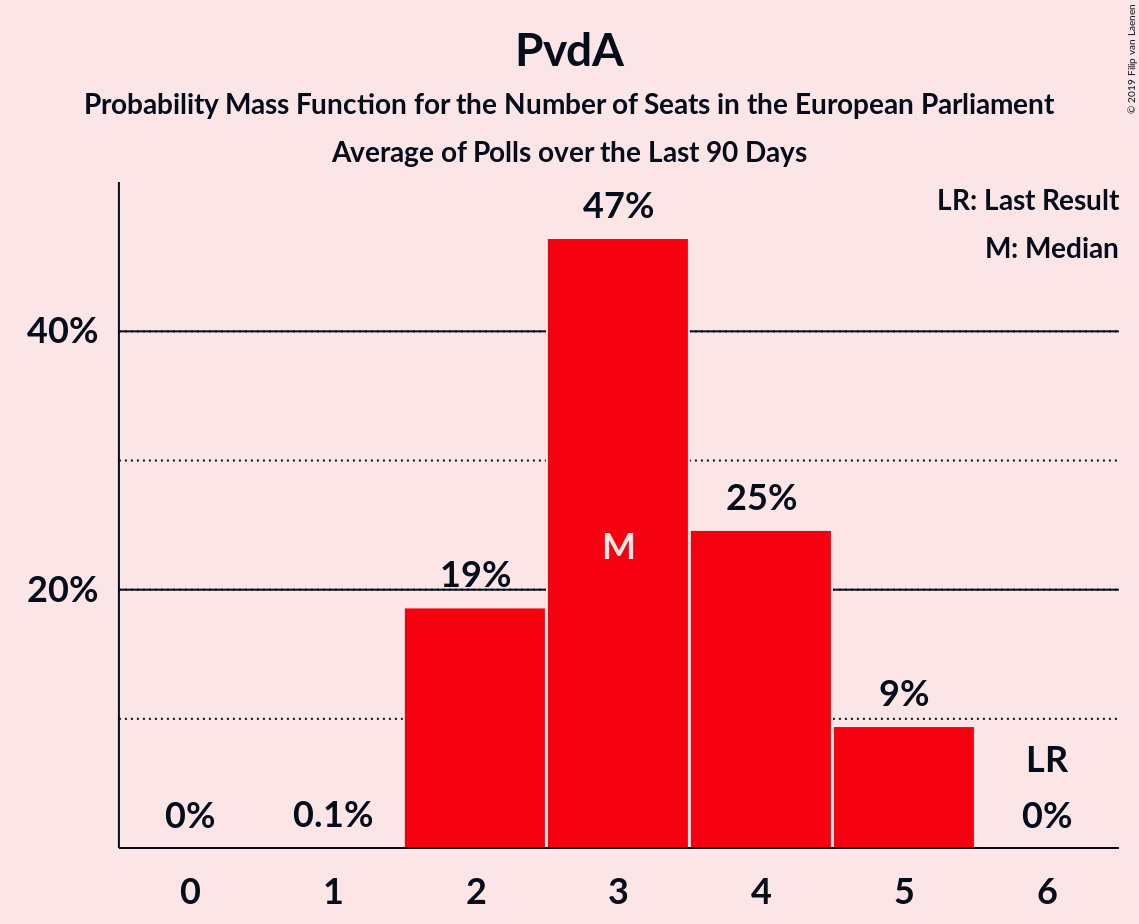 PvdA
Probability Mass Function for the Number of Seats in the European Parliament
Average of Polls over the Last 90 Days
© 2019 Filip van Laenen
LR: Last Result
M: Median
47%
40%
25%
M
19%
20%
9%
LR
0%
0.1%
0%
0 1 2 3 4 5 6